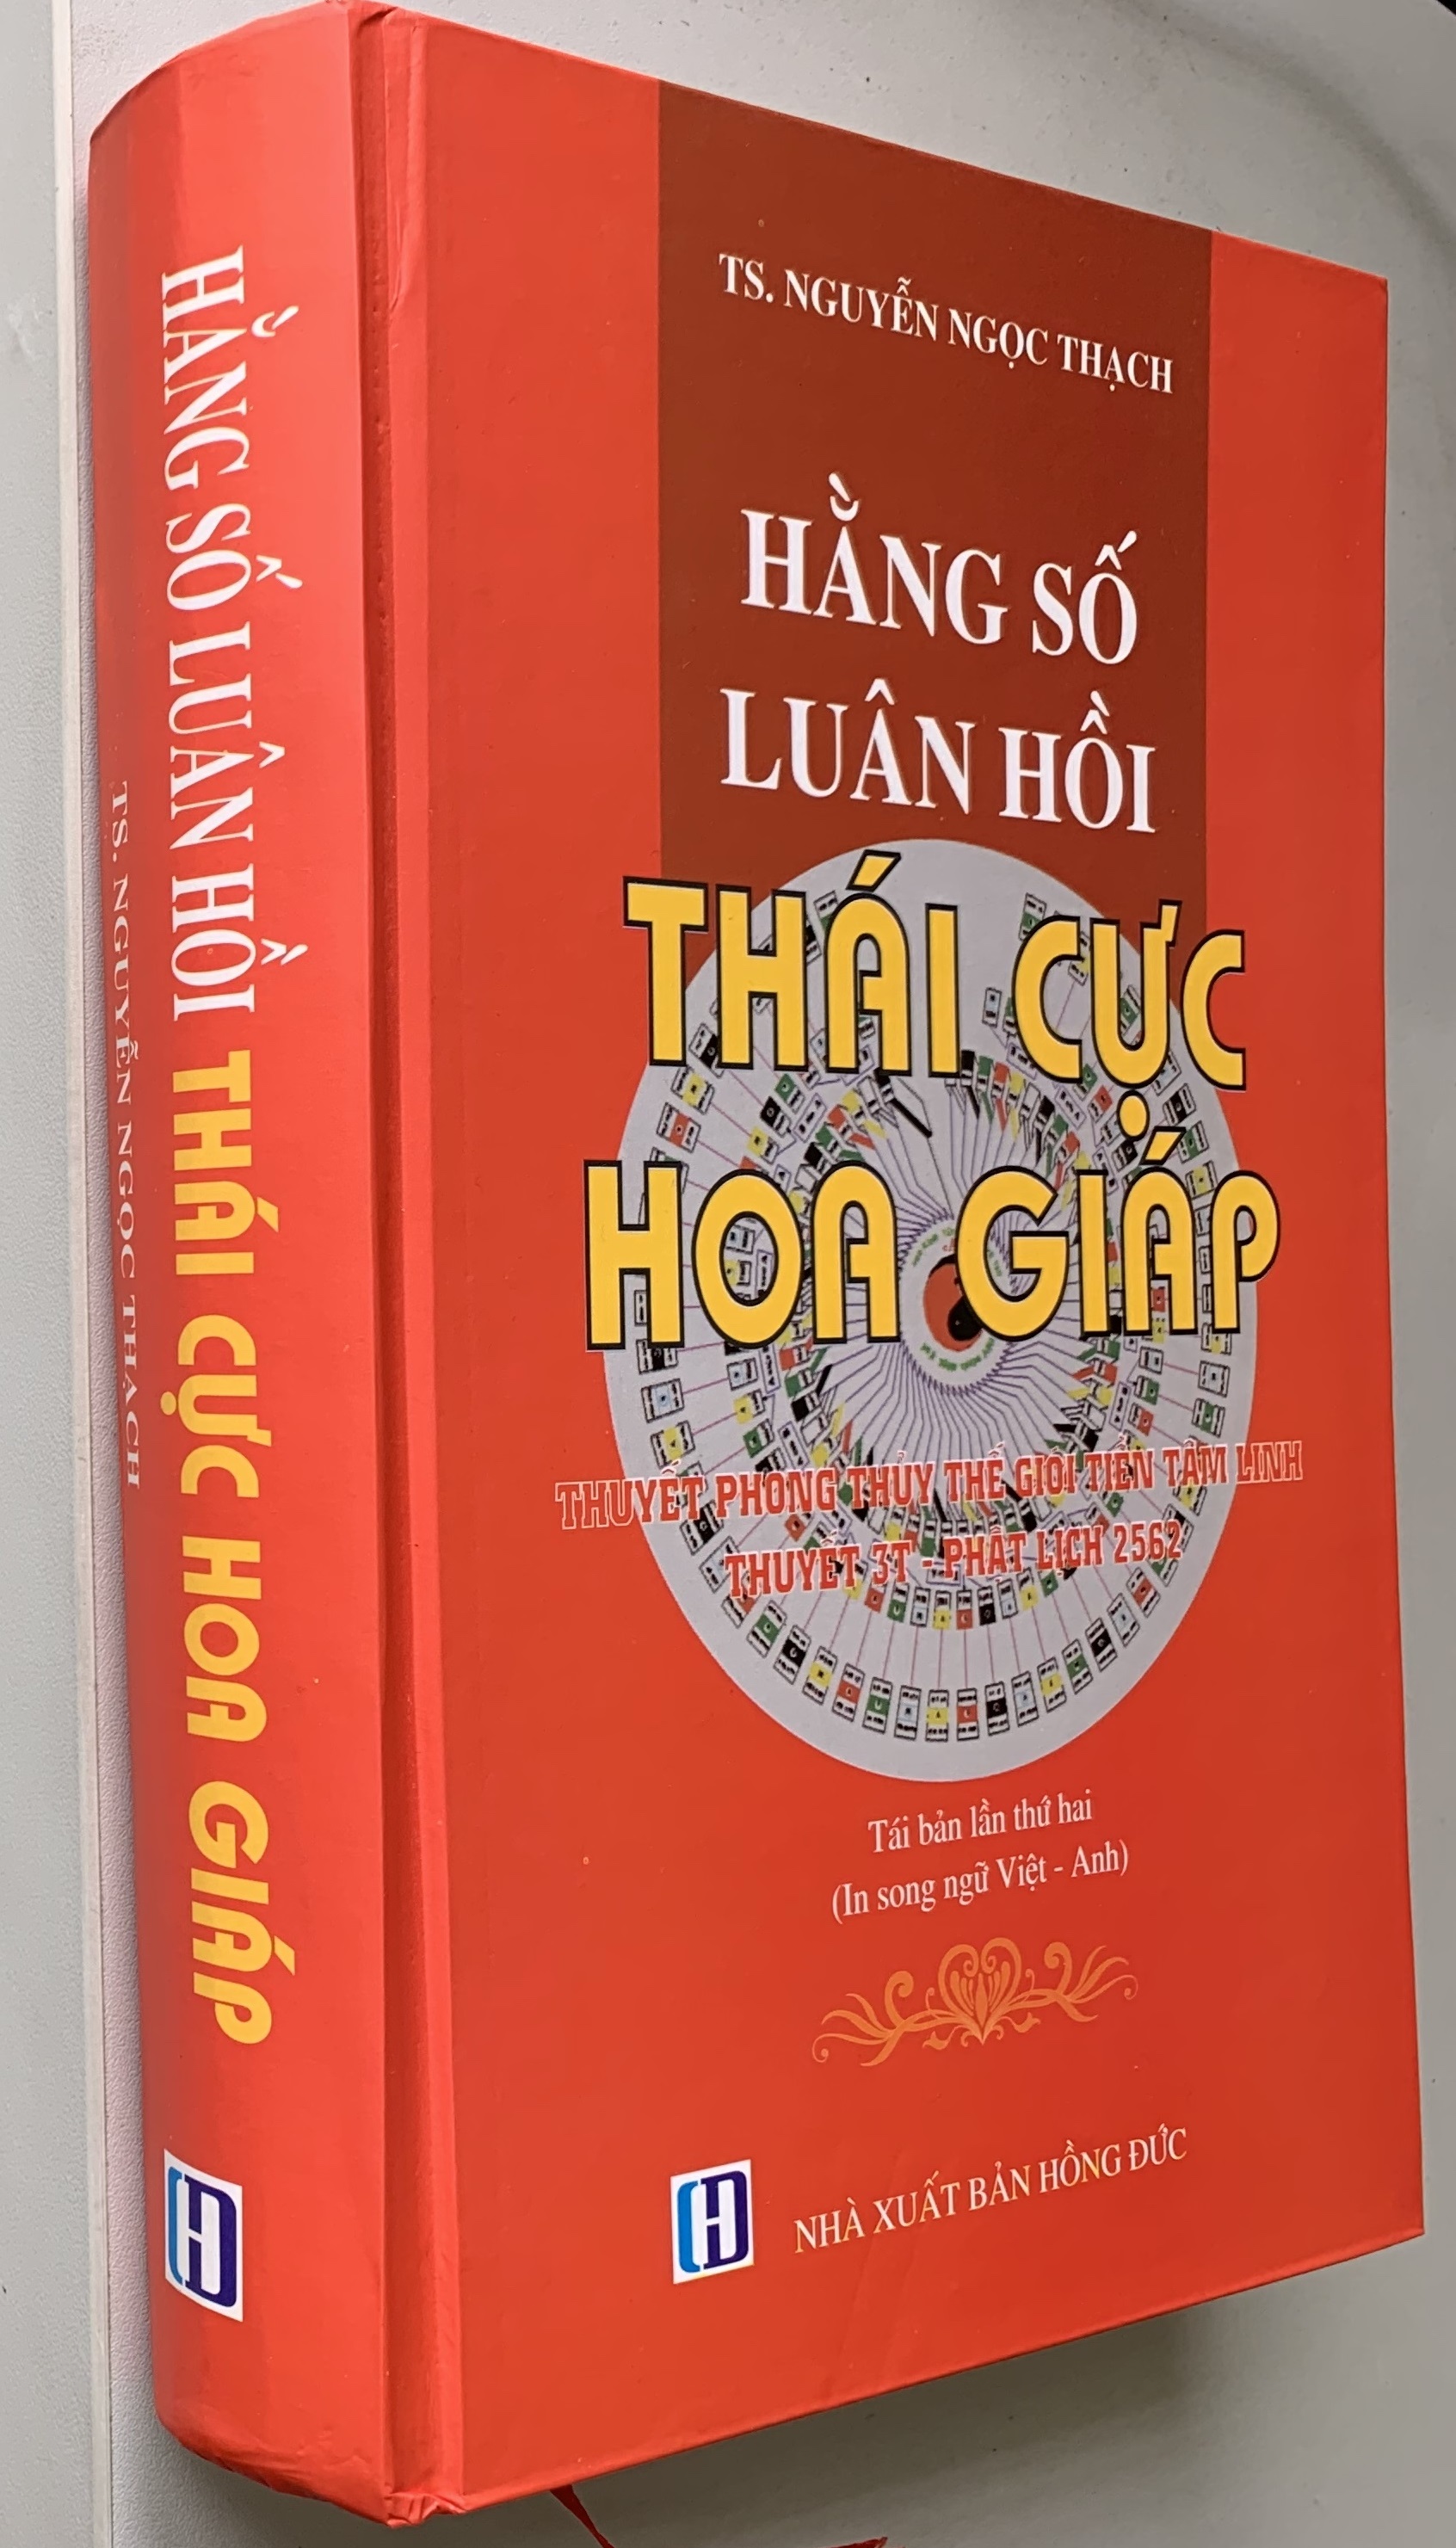 TS. NGUYỄN NGỌC THẠCH
HẰNG SỐ
LUÂN HỒI
THÁI CỰC
HOA GIÁP
THUYẾT PHONG THỦY THẾ GIỚI TIỀN TÂM LINH
THUYẾT 3T - PHẬT LỊCH 2562
Tái bản lần thứ hai
(In song ngữ Việt - Anh)
HD
NHÀ XUẤT BẢN HỒNG ĐỨC
HẰNG SỐ LUÂN HỒI THÁI CỰC HOA GIÁP
TS. NGUYỄN NGỌC THẠCH
HD